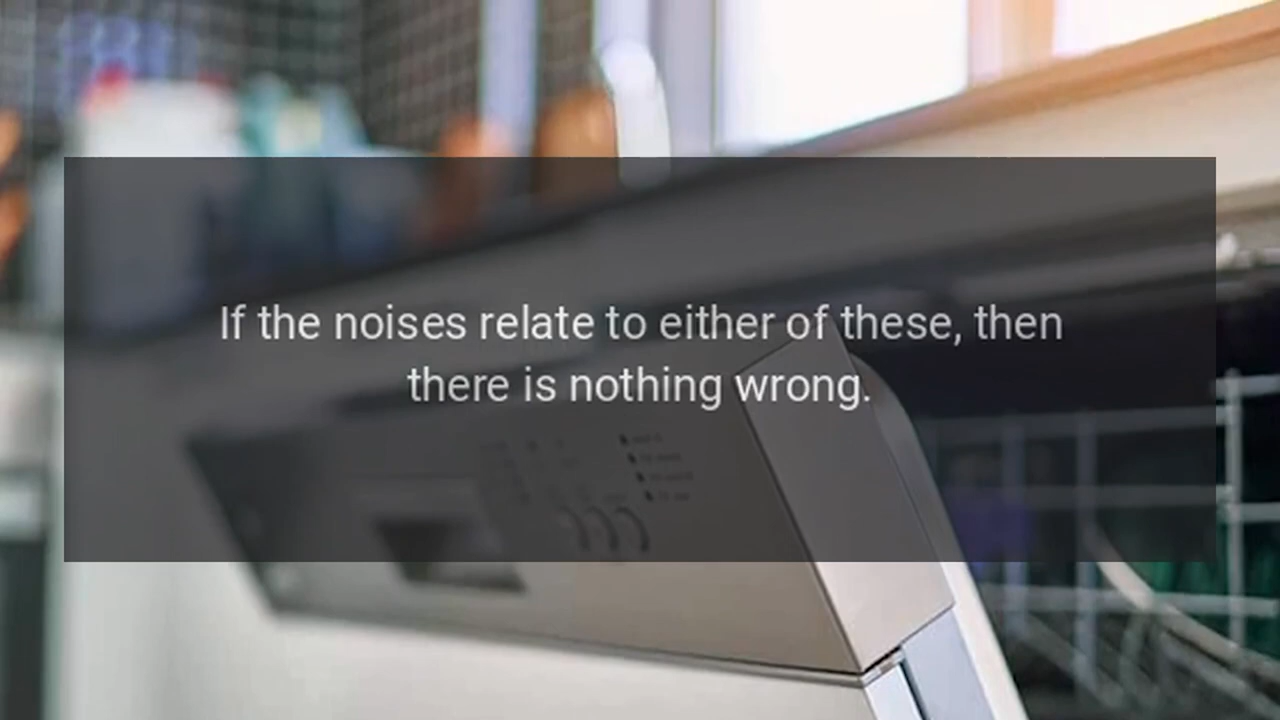 If the noises relate to either of these, then
there is nothing wrong.